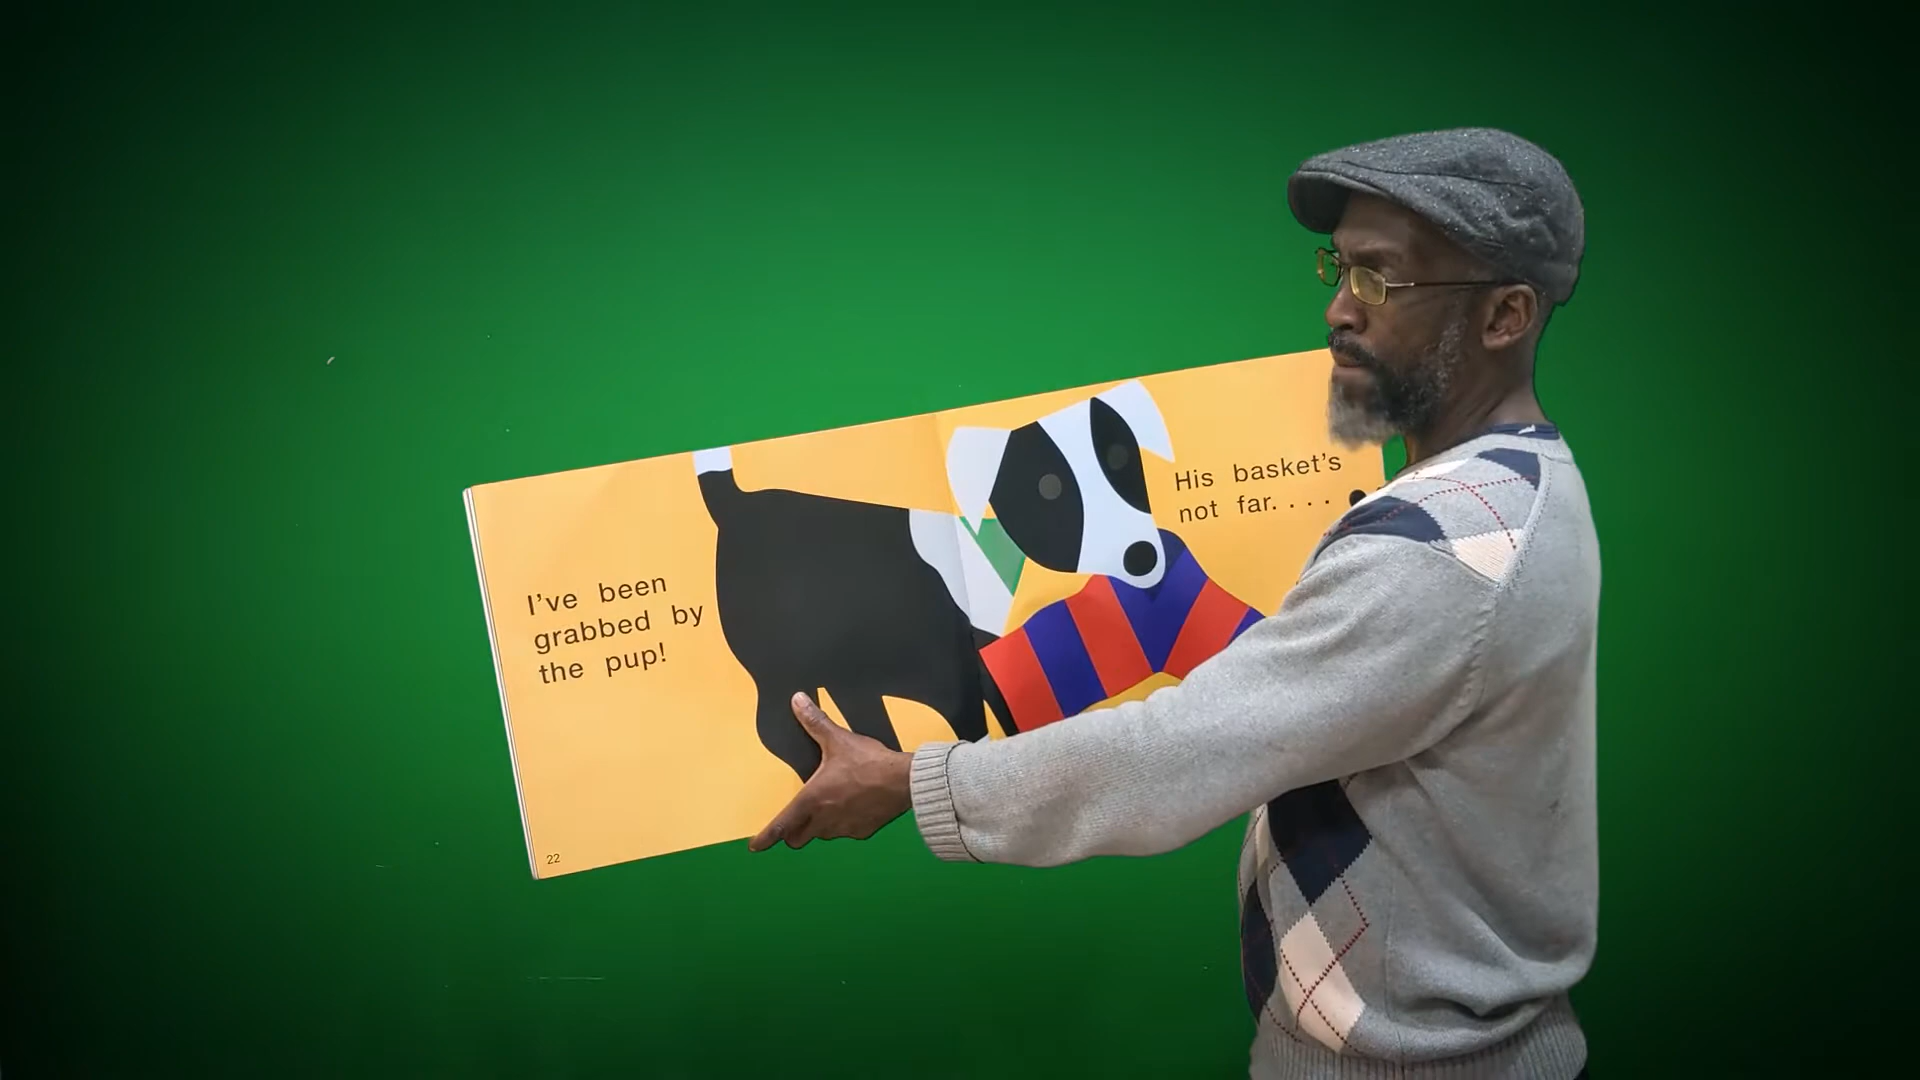 I've been
grabbed by
the pup!
22
His basket's
not far. . . .